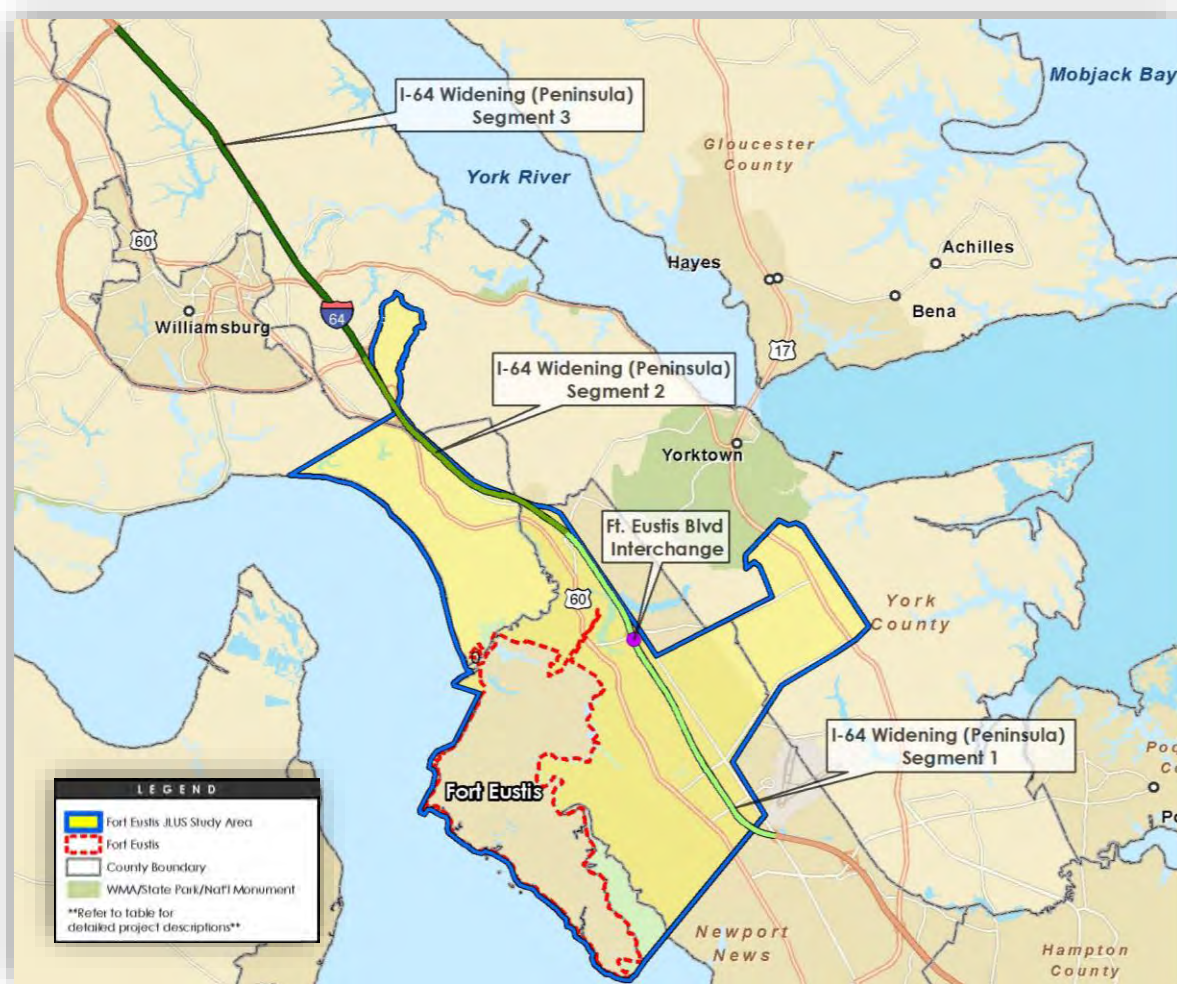 Mobjack Bay
I-64 Widening (Peninsula)
Segment 3
Gloucester
County
York River
60
Achilles
Hayes
Bena
64
Williamsburg
17
I-64 Widening (Peninsula)
Segment 2
Yorktown
Ft. Eustis Blvd
Interchange
60
York
County
I-64 Widening (Peninsula)
Segment 1
Fort Eustis
LEGEND
Fort Eustis JLUS Study Area
Fort Eustis
County Boundary
WMA/State Park/Nat'l Monument
**Refer to table for
detailed project descriptions**
Newport
News
Hampton
County